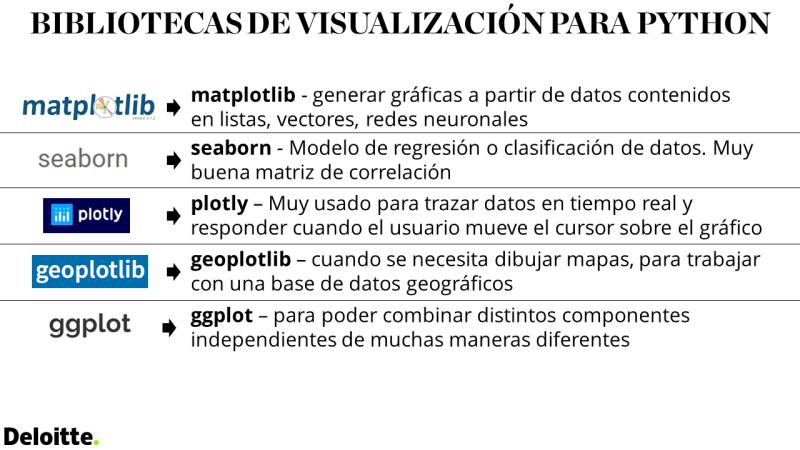 BIBLIOTECAS DE VISUALIZACIÓN PARA PYTHON
matplotlib
matplotlib - generar gráficas a partir de datos contenidos
en listas, vectores, redes neuronales
seaborn
seaborn - Modelo de regresión o clasificación de datos. Muy
buena matriz de correlación
plotly
plotly – Muy usado para trazar datos en tiempo real y
responder cuando el usuario mueve el cursor sobre el gráfico
geoplotlib
geoplotlib – cuando se necesita dibujar mapas, para trabajar
con una base de datos geográficos
ggplot
ggplot – para poder combinar distintos componentes
independientes de muchas maneras diferentes
Deloitte.